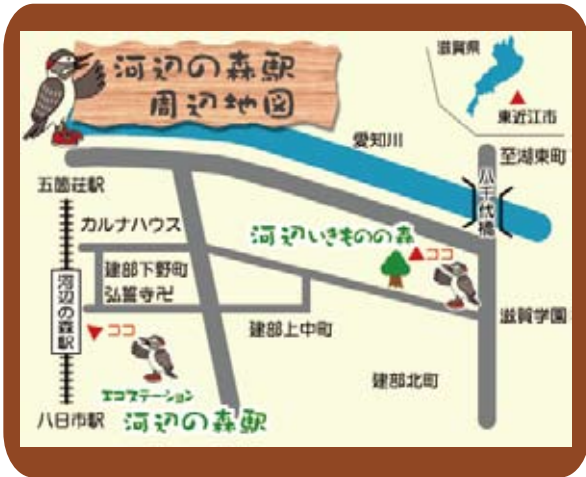 河辺の森駅
周辺地図
滋賀県
東近江市
愛知川
至湖東町
八千代橋
五箇荘駅
カルナハウス
河辺いきものの森
ココ
建部下野町
弘誓寺卍
河辺の森駅
ココ
建部上中町
滋賀学園
建部北町
エコステーション
河辺の森駅
八日市駅